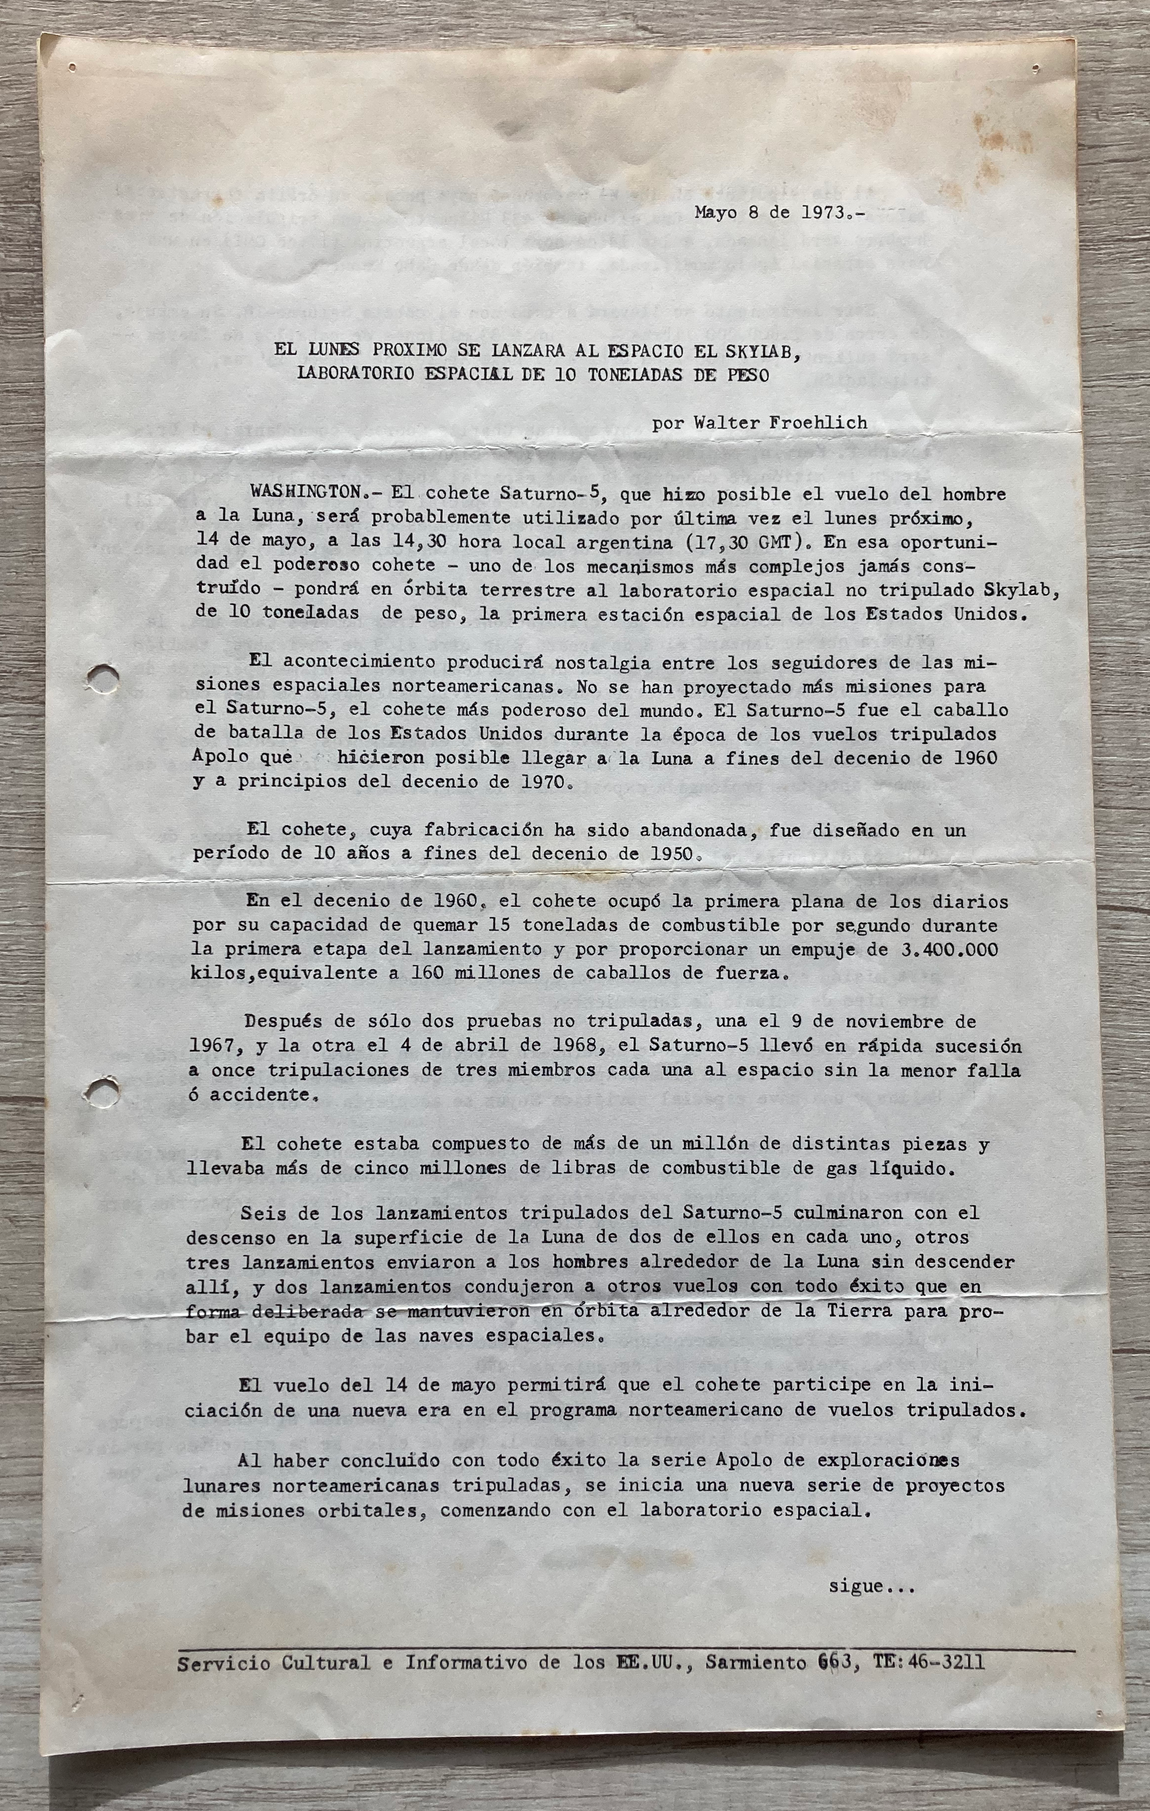 Mayo 8 de 1973.-
EL LUNES PROXIMO SE LANZARA AL ESPACIO EL SKYLAB,
LABORATORIO ESPACIAL DE 10 TONELADAS DE PESO
por Walter Froehlich
WASHINGTON.- El cohete Saturno-5, que hizo posible el vuelo del hombre
a la Luna, será probablemente utilizado por última vez el lunes próximo,
14 de mayo, a las 14,30 hora local argentina (17,30 GMT). En esa oportuni-
dad el poderoso cohete - uno de los mecanismos más complejos jamás cons-
truído - pondrá en órbita terrestre al laboratorio espacial no tripulado Skylab,
de 10 toneladas de peso, la primera estación espacial de los Estados Unidos.
El acontecimiento producirá nostalgia entre los seguidores de las mi-
siones espaciales norteamericanas. No se han proyectado más misiones para
el Saturno-5, el cohete más poderoso del mundo. El Saturno-5 fue el caballo
de batalla de los Estados Unidos durante la época de los vuelos tripulados
Apolo que hicieron posible llegar a la Luna a fines del decenio de 1960
y a principios del decenio de 1970.
El cohete, cuya fabricación ha sido abandonada, fue diseñado en un
período de 10 años a fines del decenio de 1950.
En el decenio de 1960, el cohete ocupó la primera plana de los diarios
por su capacidad de quemar 15 toneladas de combustible por segundo durante
la primera etapa del lanzamiento y por proporcionar un empuje de 3.400.000
kilos,equivalente a 160 millones de caballos de fuerza.
Después de sólo dos pruebas no tripuladas, una el 9 de noviembre de
1967, y la otra el 4 de abril de 1968, el Saturno-5 llevó en rápida sucesión
a once tripulaciones de tres miembros cada una al espacio sin la menor falla
ó accidente.
El cohete estaba compuesto de más de un millón de distintas piezas y
llevaba más de cinco millones de libras de combustible de gas líquido.
Seis de los lanzamientos tripulados del Saturno-5 culminaron con el
descenso en la superficie de la Luna de dos de ellos en cada uno, otros
tres lanzamientos enviaron a los hombres alrededor de la Luna sin descender
allí, y dos lanzamientos condujeron a otros vuelos con todo éxito que en
forma deliberada se mantuvieron en órbita alrededor de la Tierra para pro-
bar el equipo de las naves espaciales.
El vuelo del 14 de mayo permitirá que el cohete participe en la ini-
ciación de una nueva era en el programa norteamericano de vuelos tripulados.
Al haber concluido con todo éxito la serie Apolo de exploraciones
lunares norteamericanas tripuladas, se inicia una nueva serie de proyectos
de misiones orbitales, comenzando con el laboratorio espacial.
sigue...
Servicio Cultural e Informativo de los EE.UU., Sarmiento 663, TE:46-3211